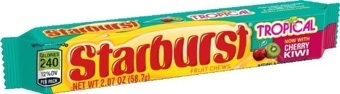 TROPICAL
NOW WITH
CHERRY
KIWI
Starburst
FRUIT CHEWS
CALORIES
240
12% DV
PER PACK
NET WT 2.07 OZ (58.7g)